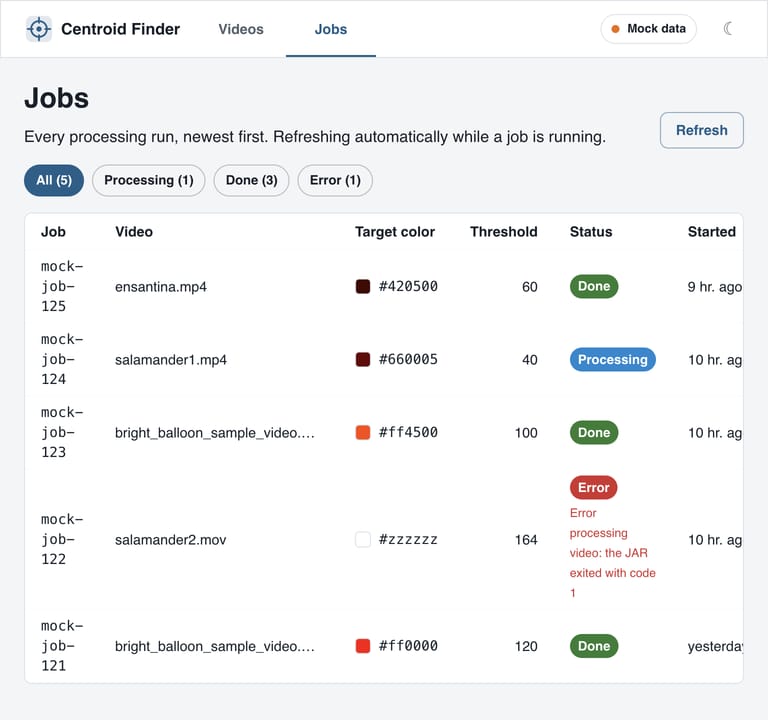 Centroid Finder Videos Jobs Mock data
Jobs
Every processing run, newest first. Refreshing automatically while a job is running.
Refresh
All (5) Processing (1) Done (3) Error (1)
Job Video Target color Threshold Status Started
mock-
job-
125
ensantina.mp4 #420500 60 Done 9 hr. ago
mock-
job-
124
salamander1.mp4 #660005 40 Processing 10 hr. ag
mock-
job-
123
bright_balloon_sample_video.… #ff4500 100 Done 10 hr. ag
mock-
job-
122
salamander2.mov #zzzzzz 164 Error
Error
processing
video: the JAR
exited with code
1
10 hr. ag
mock-
job-
121
bright_balloon_sample_video.… #ff0000 120 Done yesterda